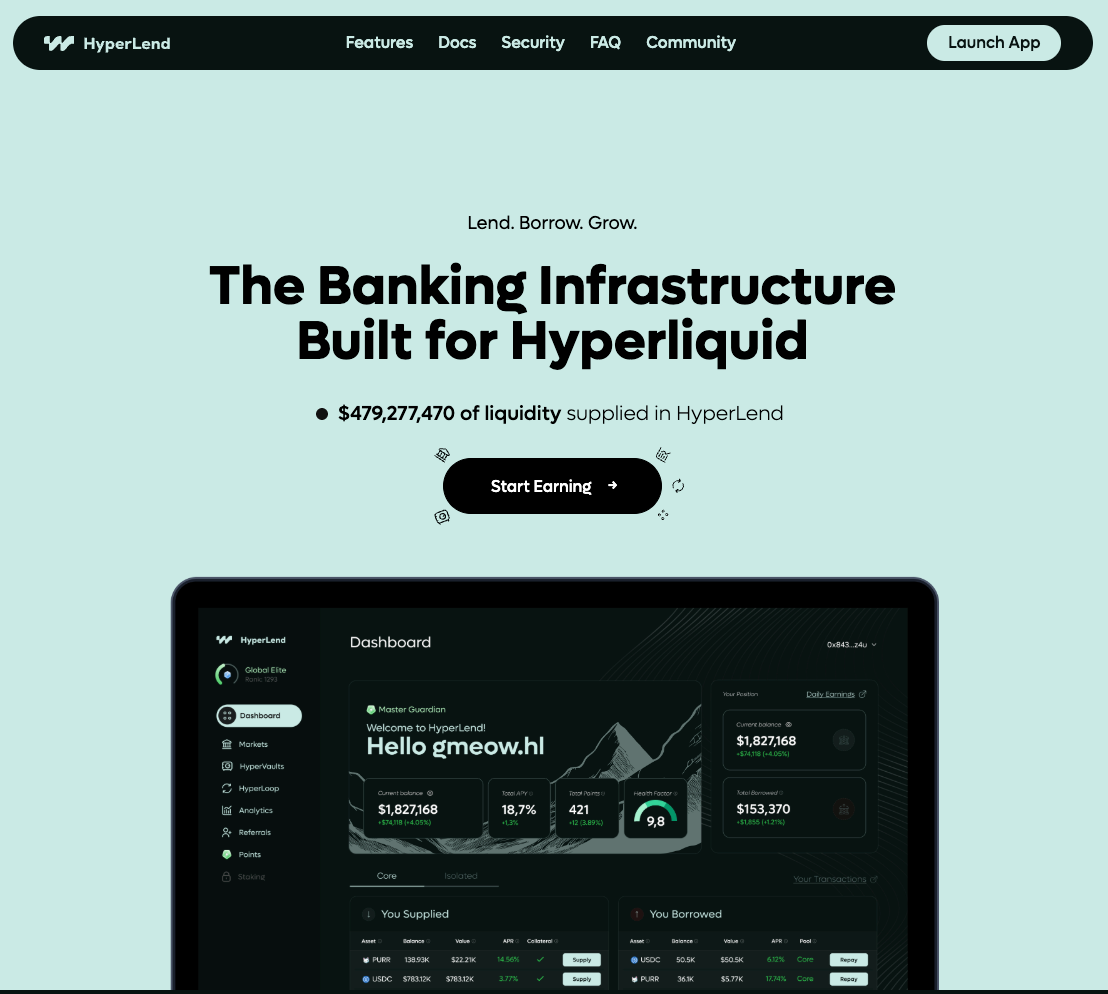 HyperLend
Features Docs Security FAQ Community
Launch App
Lend. Borrow. Grow.
The Banking Infrastructure
Built for Hyperliquid
$479,277,470 of liquidity supplied in HyperLend
Start Earning
HyperLend
Global Elite
Rank: 1293
Dashboard
Markets
HyperVaults
HyperLoop
Analytics
Referrals
Points
Staking
Dashboard
0x843...z4u
Master Guardian
Welcome to HyperLend!
Hello gmeow.hl
Current balance
$1,827,168
+$74,118 (+4.05%)
Total APY
18,7%
+1,3%
Total Points
421
+12 (3.89%)
Health Factor
9,8
Your Position
Daily Earnings
Current balance
$1,827,168
+$74,118 (+4.05%)
Total Borrowed
$153,370
+$1,855 (+1.21%)
Core Isolated
Your Transactions
You Supplied
Asset Balance Value APR Collateral
PURR 138.93K $22.21K 14.56% Supply
USDC $783.12K $783.12K 3.77% Supply
You Borrowed
Asset Balance Value APR Pool
USDC 50.5K $50.5K 6.12% Core Repay
PURR 36.1K $5.77K 17.74% Core Repay